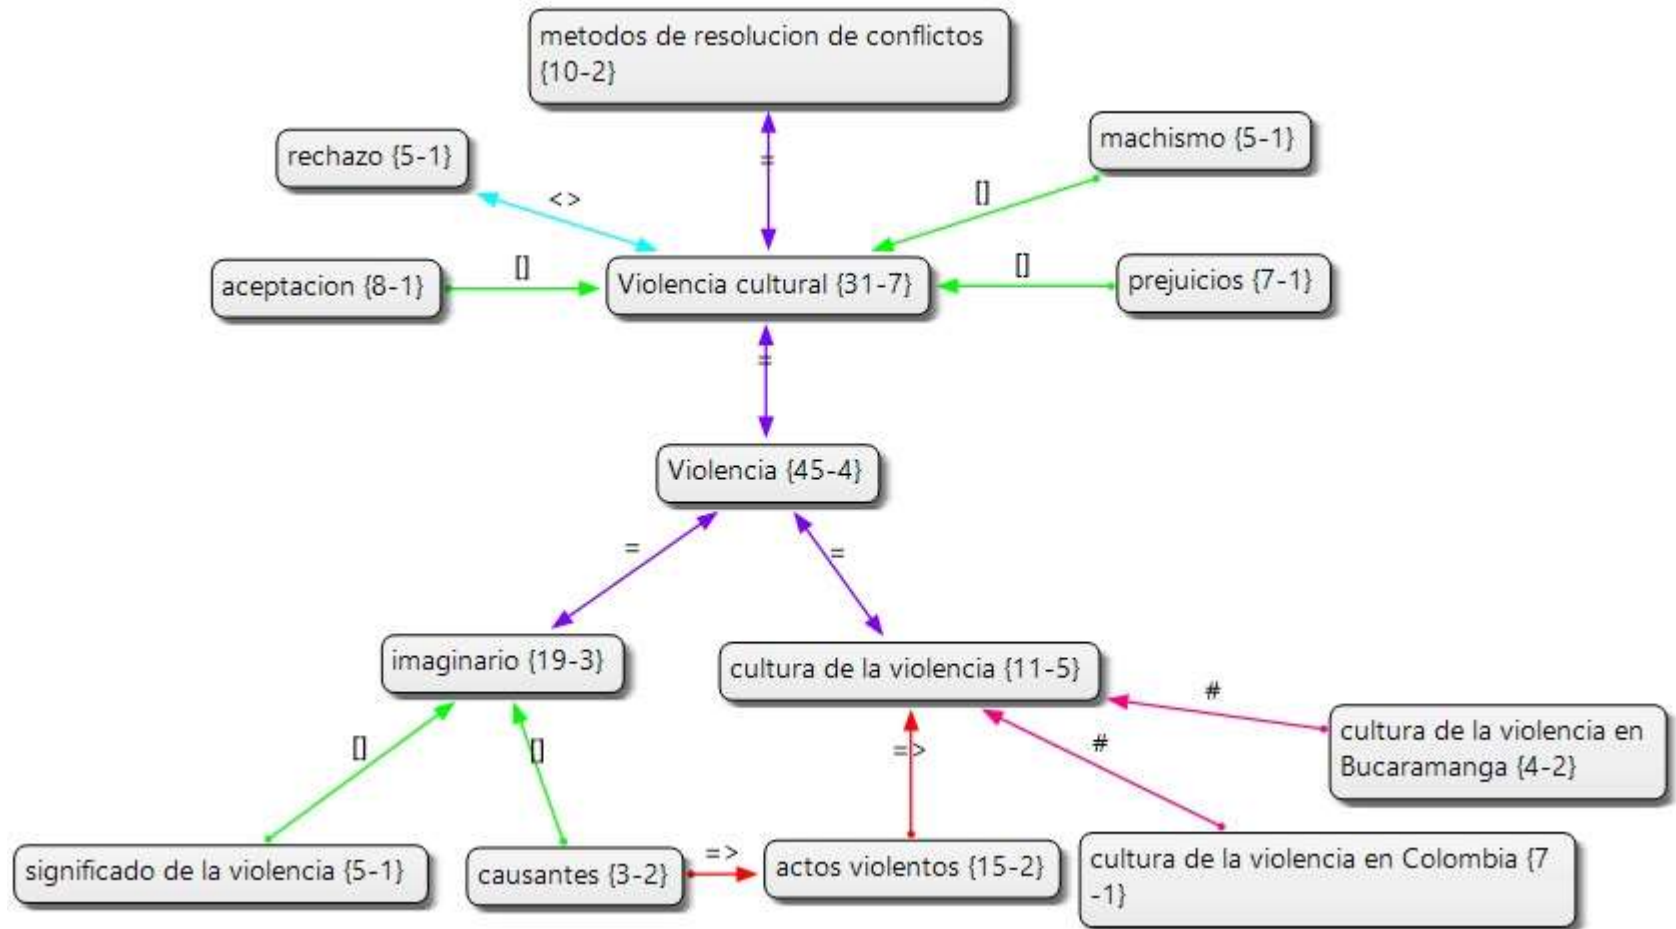 metodos de resolucion de conflictos
{10-2}
=
rechazo {5-1}
machismo {5-1}
<>
[]
aceptacion {8-1}
[]
Violencia cultural {31-7}
[]
prejuicios {7-1}
=
Violencia {45-4}
=
=
imaginario {19-3}
cultura de la violencia {11-5}
#
cultura de la violencia en
Bucaramanga {4-2}
[]
[]
=>
#
significado de la violencia {5-1}
causantes {3-2}
=>
actos violentos {15-2}
cultura de la violencia en Colombia {7
-1}